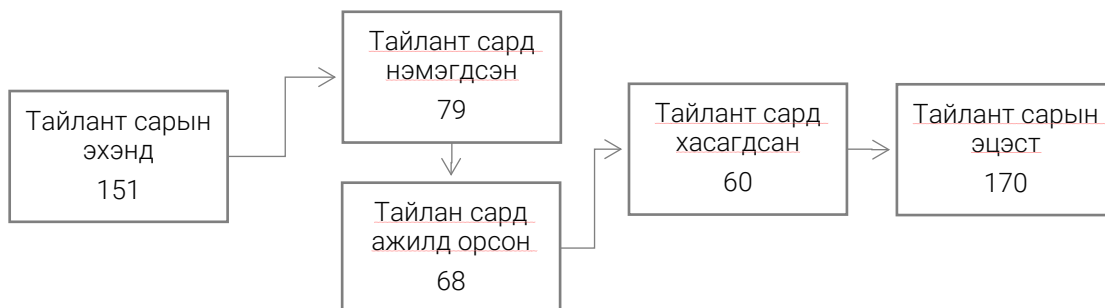 Тайлант сарын
эхэнд
151
Тайлант сард
нэмэгдсэн
79
Тайлан сард
ажилд орсон
68
Тайлант сард
хасагдсан
60
Тайлант сарын
эцэст
170